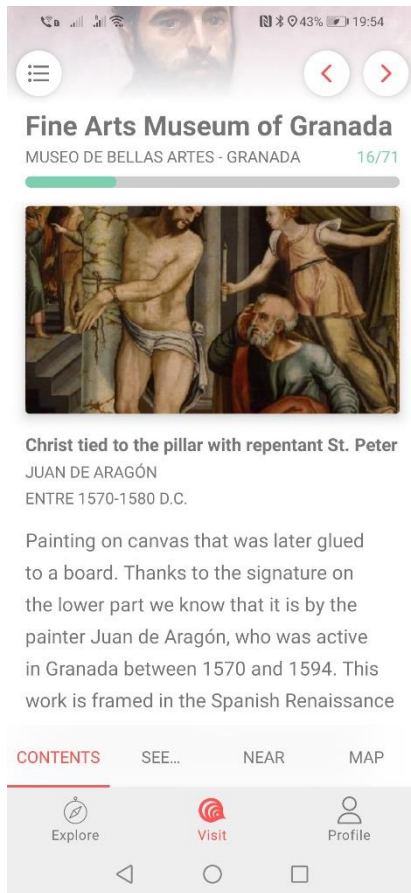 43% 19:54
Fine Arts Museum of Granada
MUSEO DE BELLAS ARTES - GRANADA 16/71
Christ tied to the pillar with repentant St. Peter
JUAN DE ARAGÓN
ENTRE 1570-1580 D.C.
Painting on canvas that was later glued
to a board. Thanks to the signature on
the lower part we know that it is by the
painter Juan de Aragón, who was active
in Granada between 1570 and 1594. This
work is framed in the Spanish Renaissance
CONTENTS SEE... NEAR MAP
Explore Visit Profile